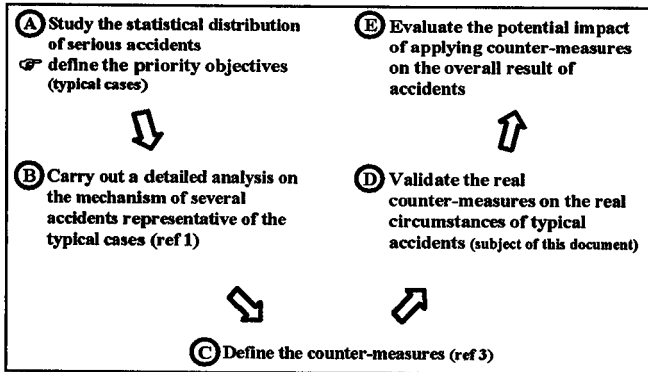 A Study the statistical distribution
of serious accidents
☞ define the priority objectives
(typical cases)
B Carry out a detailed analysis on
the mechanism of several
accidents representative of the
typical cases (ref 1)
C Define the counter-measures (ref 3)
D Validate the real
counter-measures on the real
circumstances of typical
accidents (subject of this document)
E Evaluate the potential impact
of applying counter-measures
on the overall result of
accidents